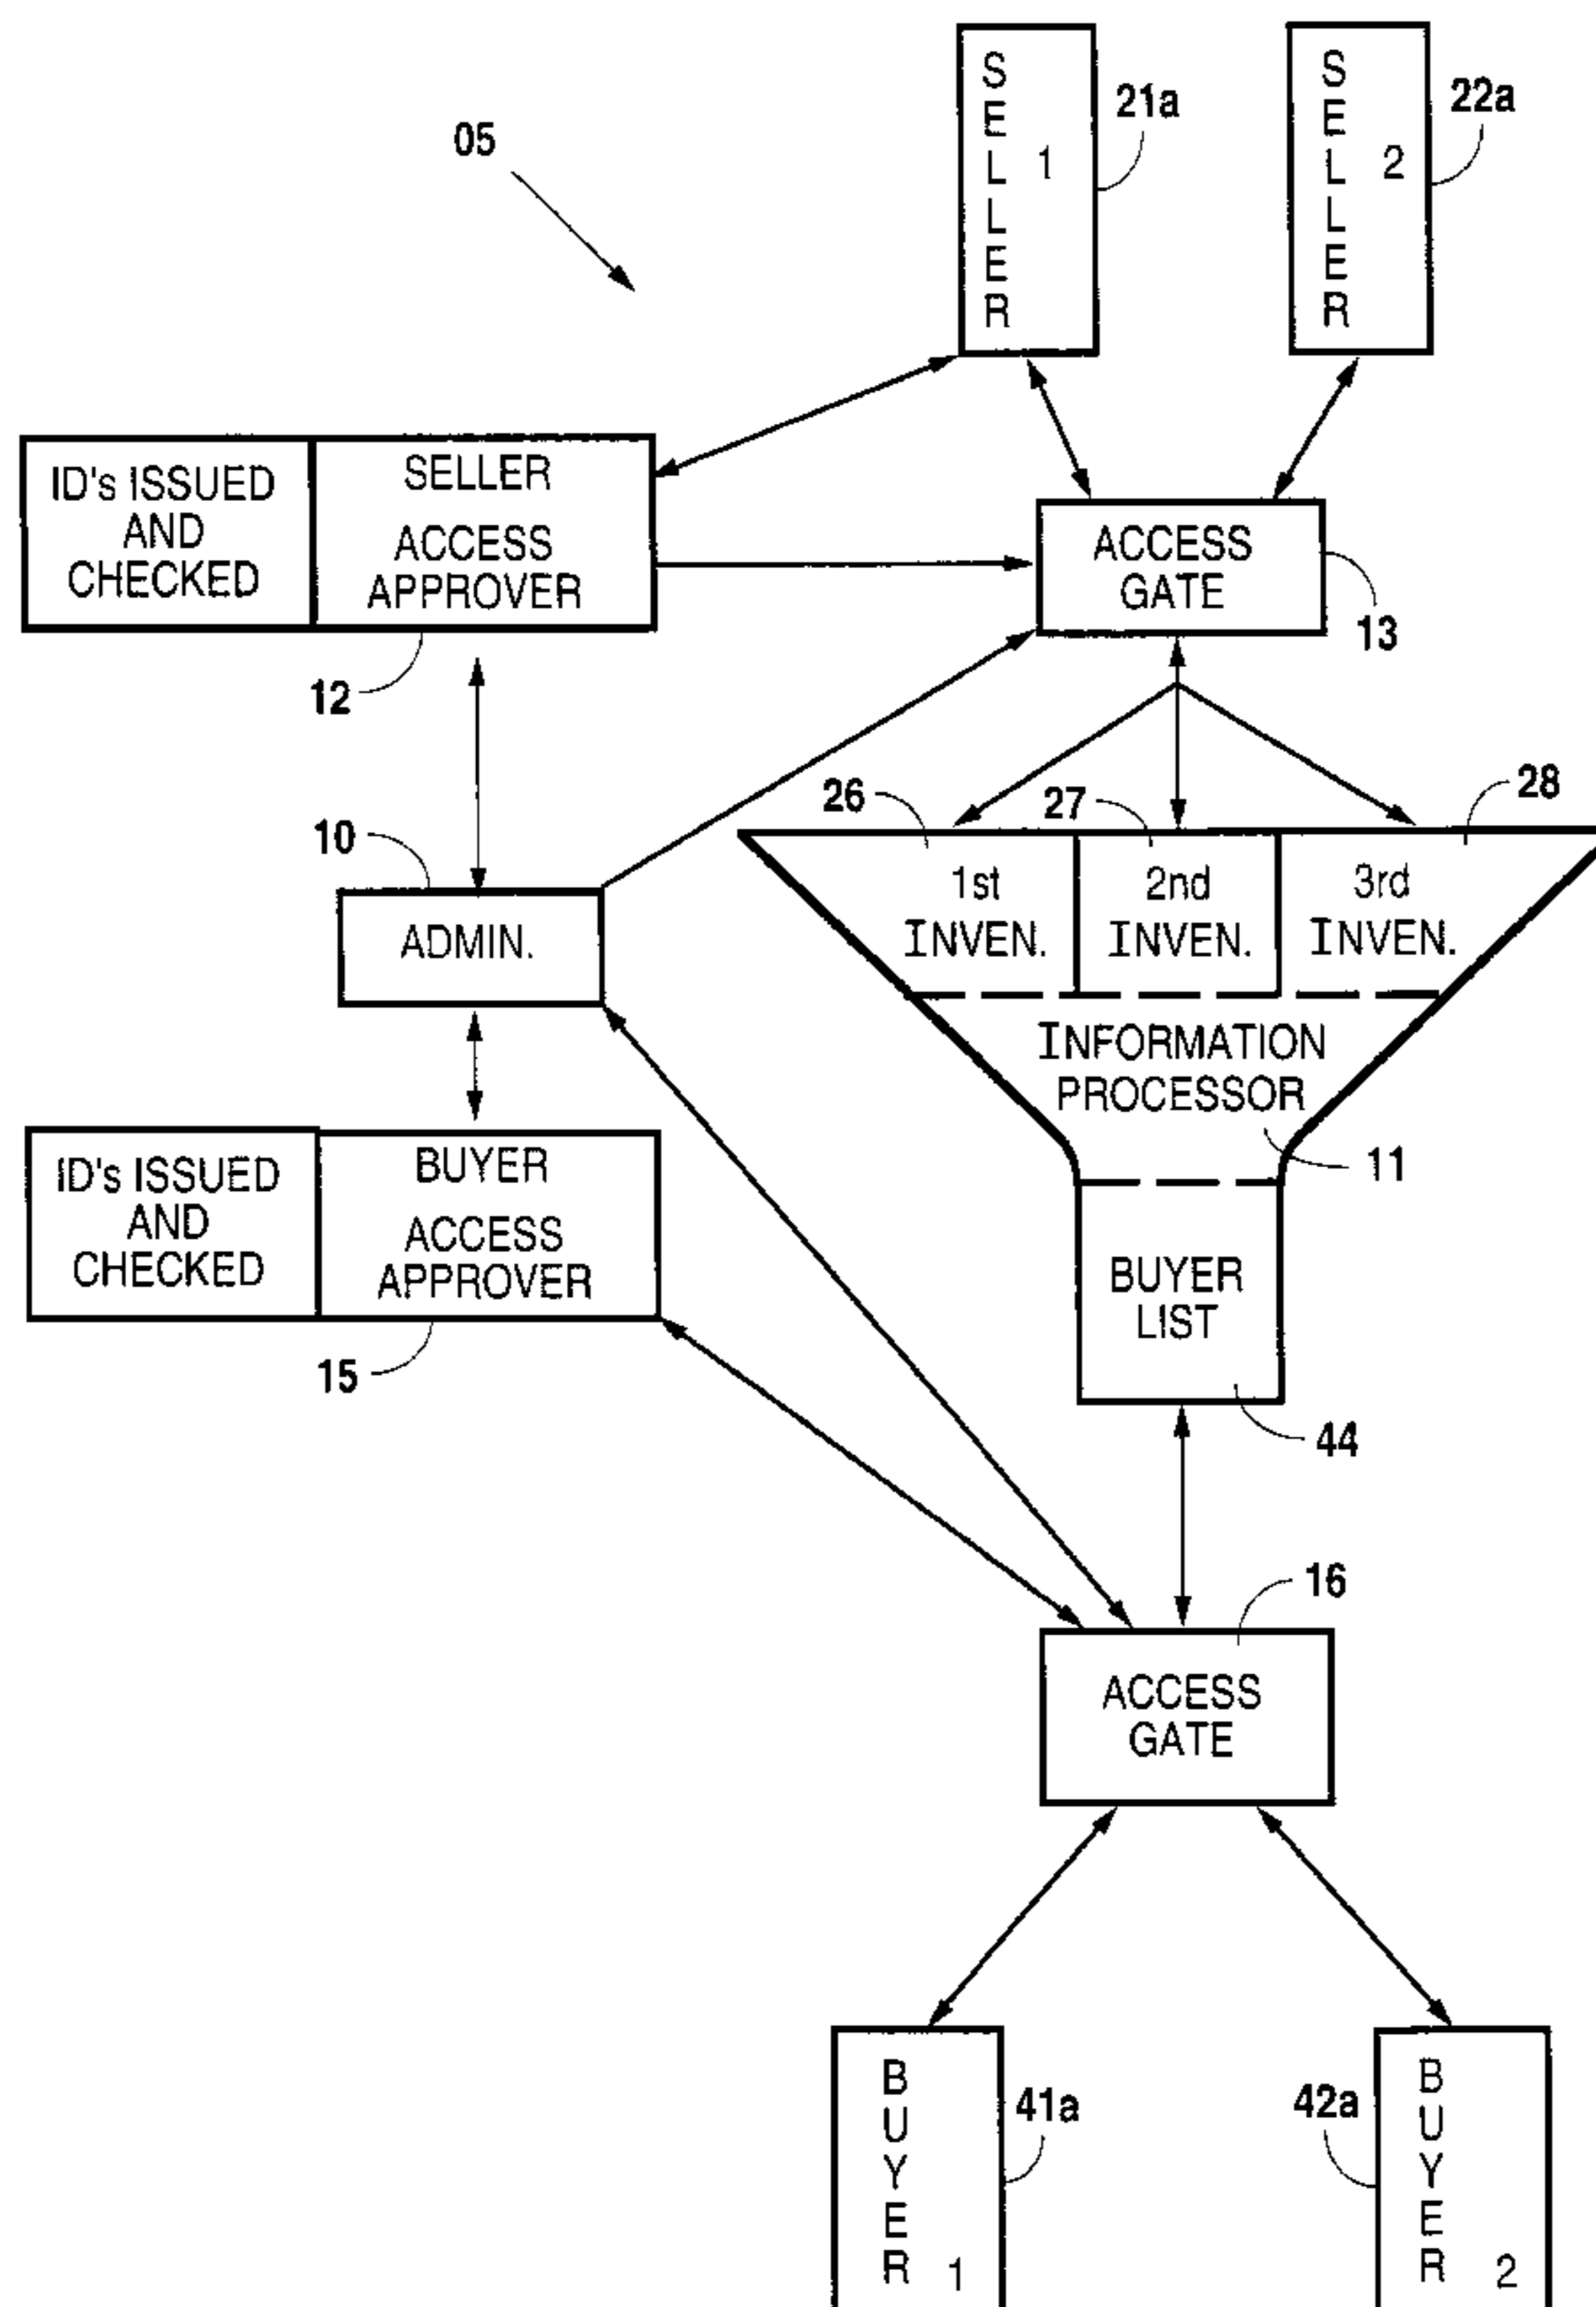 05
SELLER 1
21a
SELLER 2
22a
ID's ISSUED
AND
CHECKED
SELLER
ACCESS
APPROVER
12
ACCESS
GATE
13
10
ADMIN.
26
27
28
1st
INVEN.
2nd
INVEN.
3rd
INVEN.
INFORMATION
PROCESSOR
11
ID's ISSUED
AND
CHECKED
BUYER
ACCESS
APPROVER
15
BUYER
LIST
44
16
ACCESS
GATE
BUYER 1
41a
42a
BUYER 2